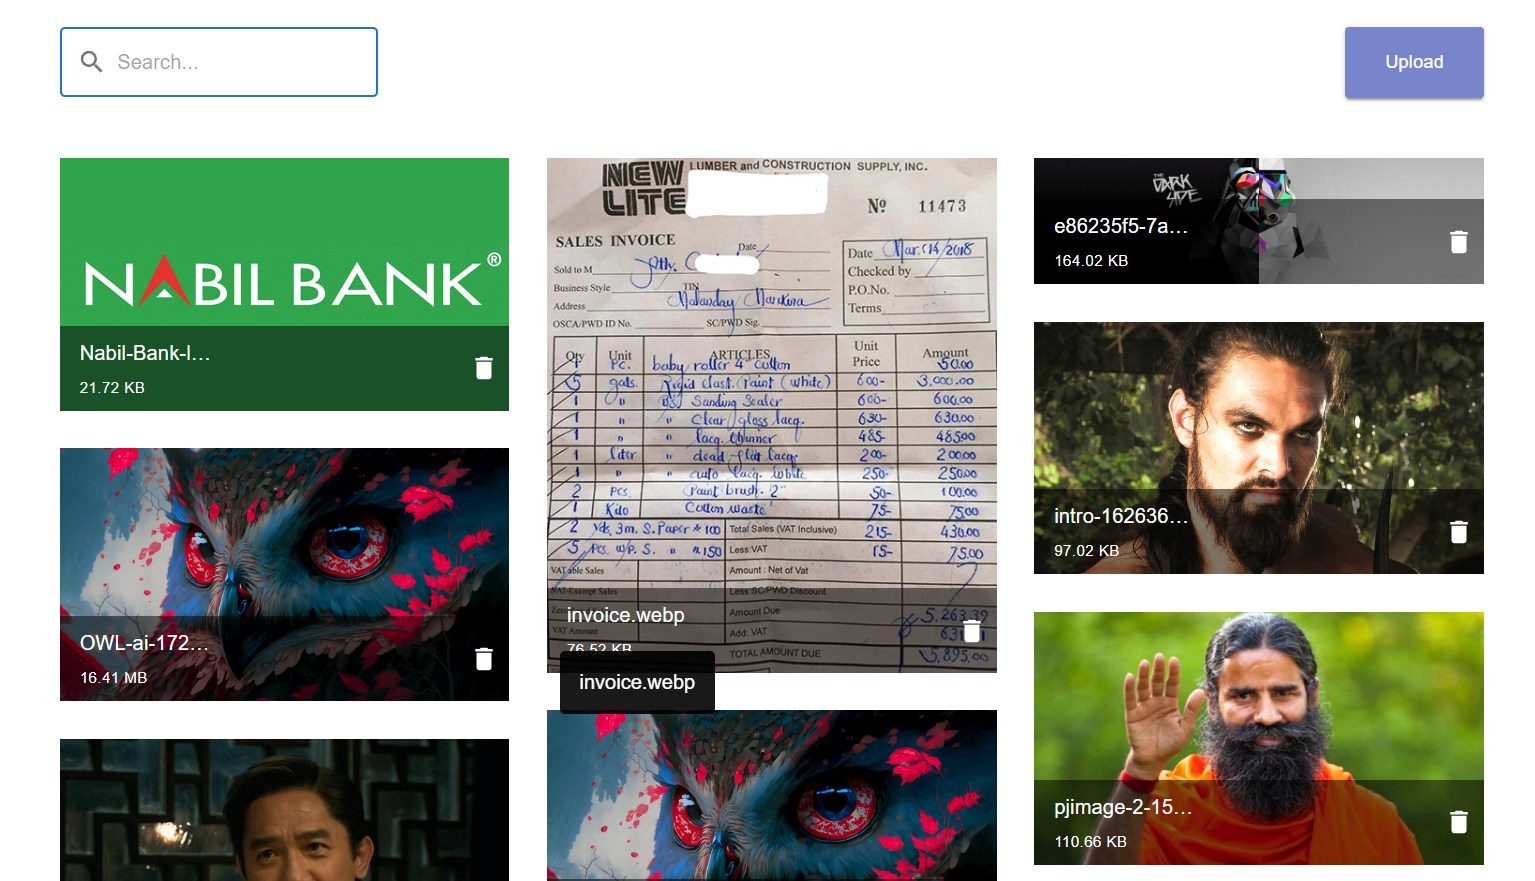 Search...
Upload
NABIL BANK®
Nabil-Bank-l...
21.72 KB
OWL-ai-172...
16.41 MB
NEW LITE LUMBER and CONSTRUCTION SUPPLY, INC.
Nº 11473
SALES INVOICE
Date
Date Mar. 14/2018
Sold to M
Checked by
Business Style TIN
P.O.No.
Address Malanday Marikina
Terms
OSCA/PWD ID No. SC/PWD Sig.
Qty Unit ARTICLES Unit Price Amount
1 Pc. baby roller 4" cotton 50.00
5 gals. Paint (white) 600- 3,000.00
1 " Sanding Sealer 600- 600.00
1 " " Clear gloss lacq. 630- 630.00
1 " " lacq. thinner 485- 485.00
1 liter " dead flat lacq. 200- 200.00
1 " " auto lacq. white 250- 250.00
2 pcs. Paint brush 2" 50- 100.00
1 Kilo Cotton waste 75- 75.00
2 yds. 3m. S. Paper # 100 Total Sales (VAT Inclusive) 215- 430.00
5 Pcs. w/p. S. " # 150 Less:VAT 15- 75.00
VATable Sales Amount : Net of Vat
VAT-Exempt Sales Less:SC/PWD Discount
Amount Due 5,263.39
VAT Amount Add: VAT
TOTAL AMOUNT DUE 5,895.00
invoice.webp
76.52 KB
invoice.webp
THE DARK SIDE
e86235f5-7a...
164.02 KB
intro-162636...
97.02 KB
pjimage-2-15...
110.66 KB